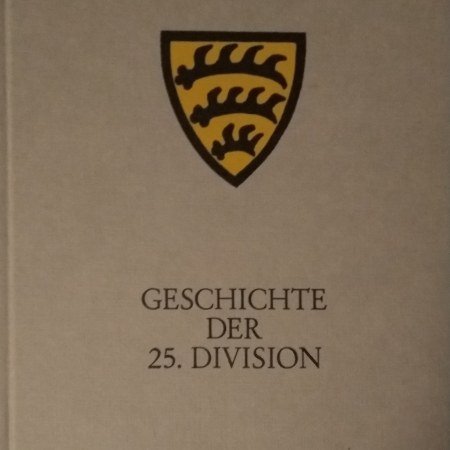 GESCHICHTE
DER
25. DIVISION